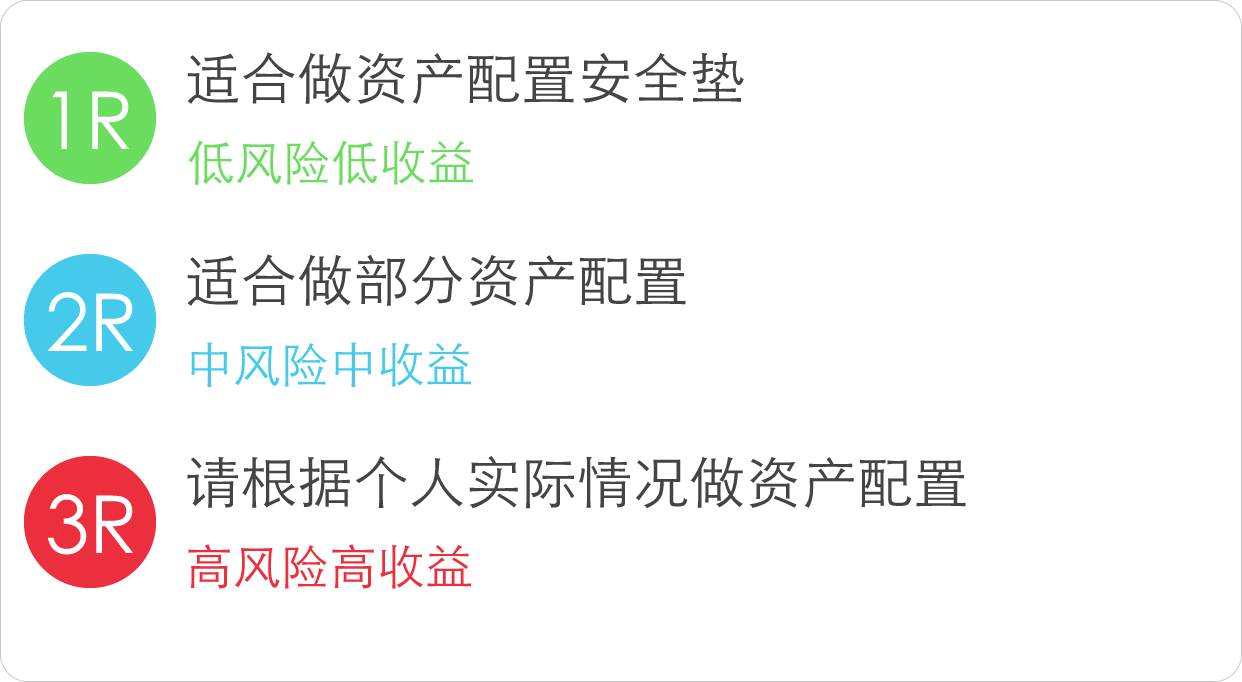 1R
适合做资产配置安全垫
低风险低收益
2R
适合做部分资产配置
中风险中收益
3R
请根据个人实际情况做资产配置
高风险高收益